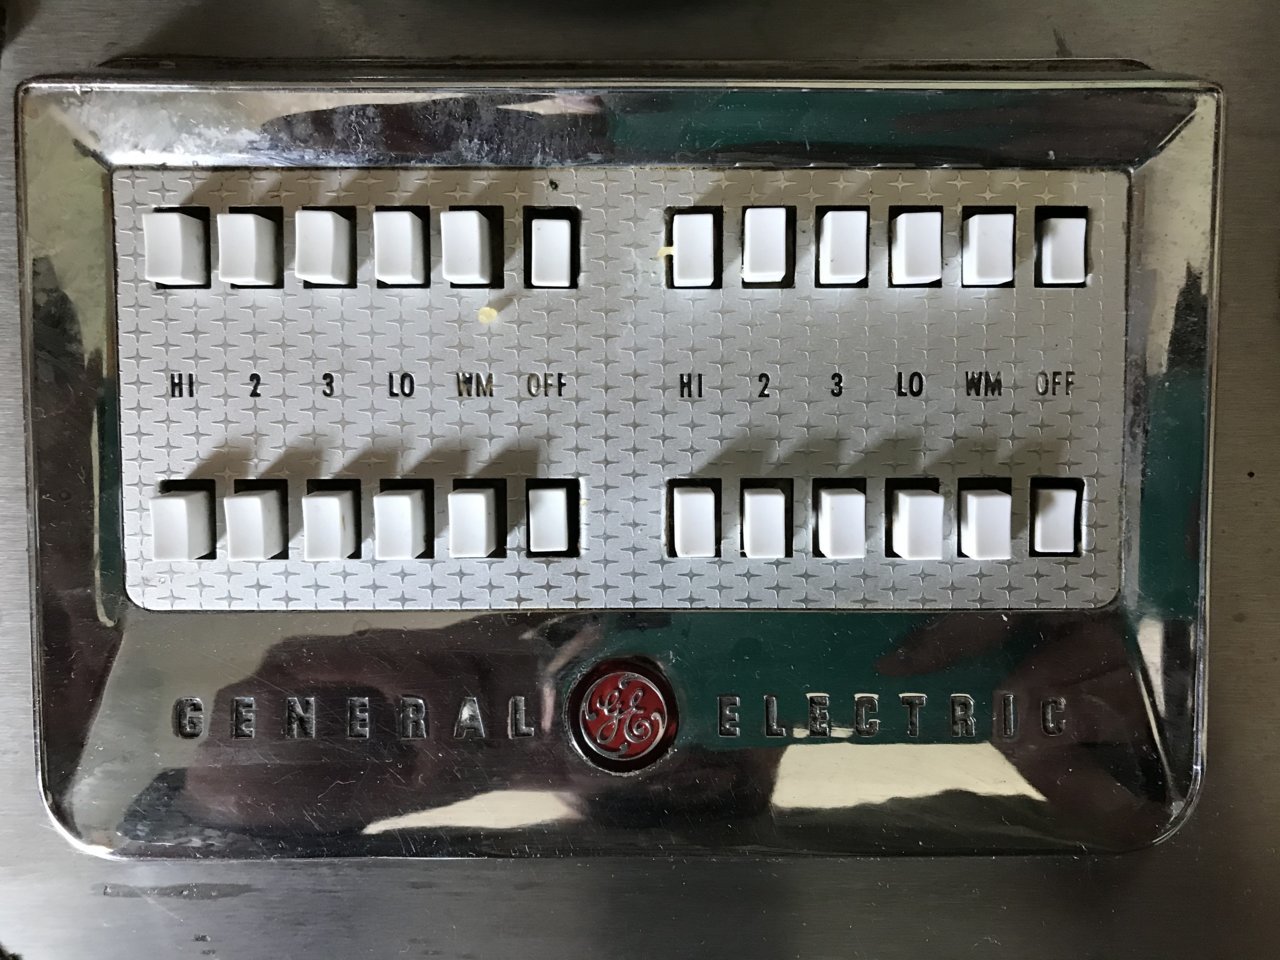 HI 2 3 LO WM OFF HI 2 3 LO WM OFF
GENERAL GE ELECTRIC